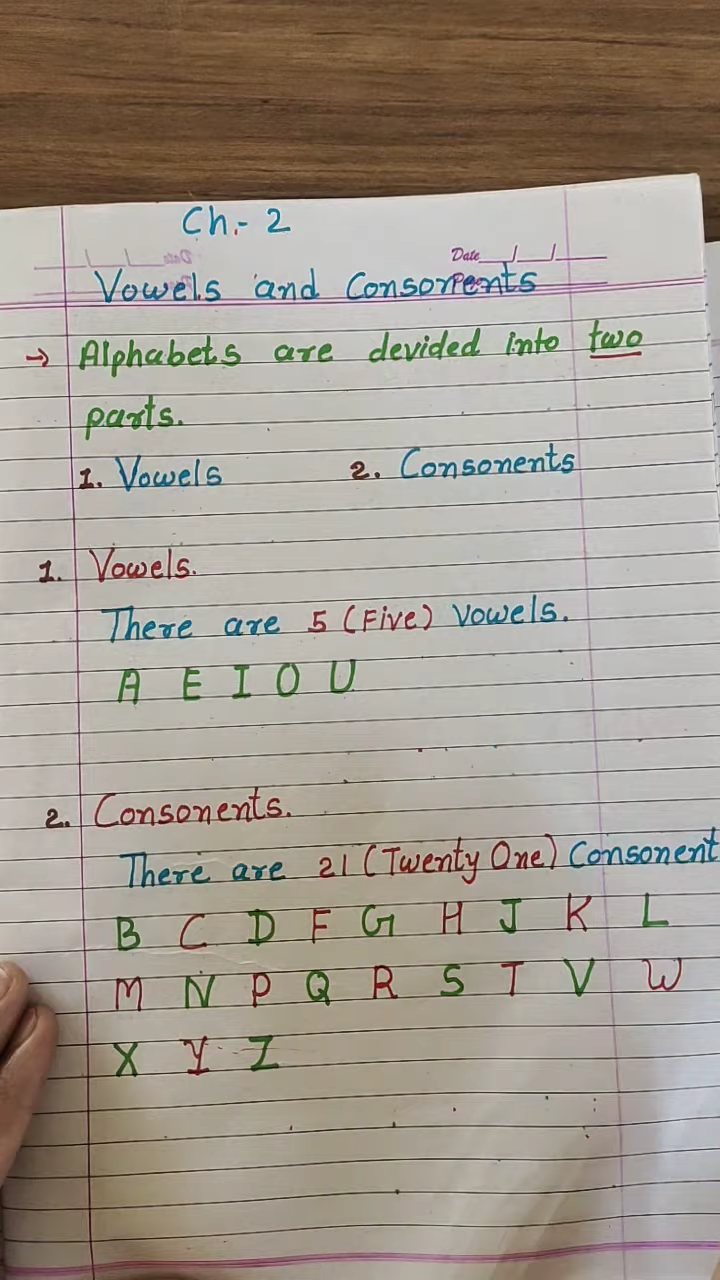 Ch.- 2
Date
Vowels and Consonents
→ Alphabets are devided into two
parts.
1. Vowels 2. Consonents
1. Vowels.
There are 5 (Five) Vowels.
A E I O U
2. Consonents.
There are 21 (Twenty One) Consonent
B C D F G H J K L
M N P Q R S T V W
X Y Z